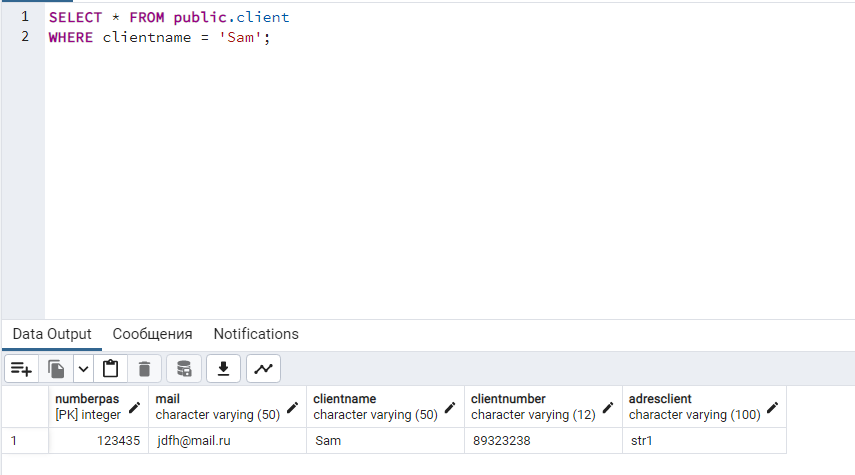 1 SELECT * FROM public.client
2 WHERE clientname = 'Sam';
Data Output Сообщения Notifications
numberpas mail clientname clientnumber adresclient
[PK] integer character varying (50) character varying (50) character varying (12) character varying (100)
1 123435 jdfh@mail.ru Sam 89323238 str1